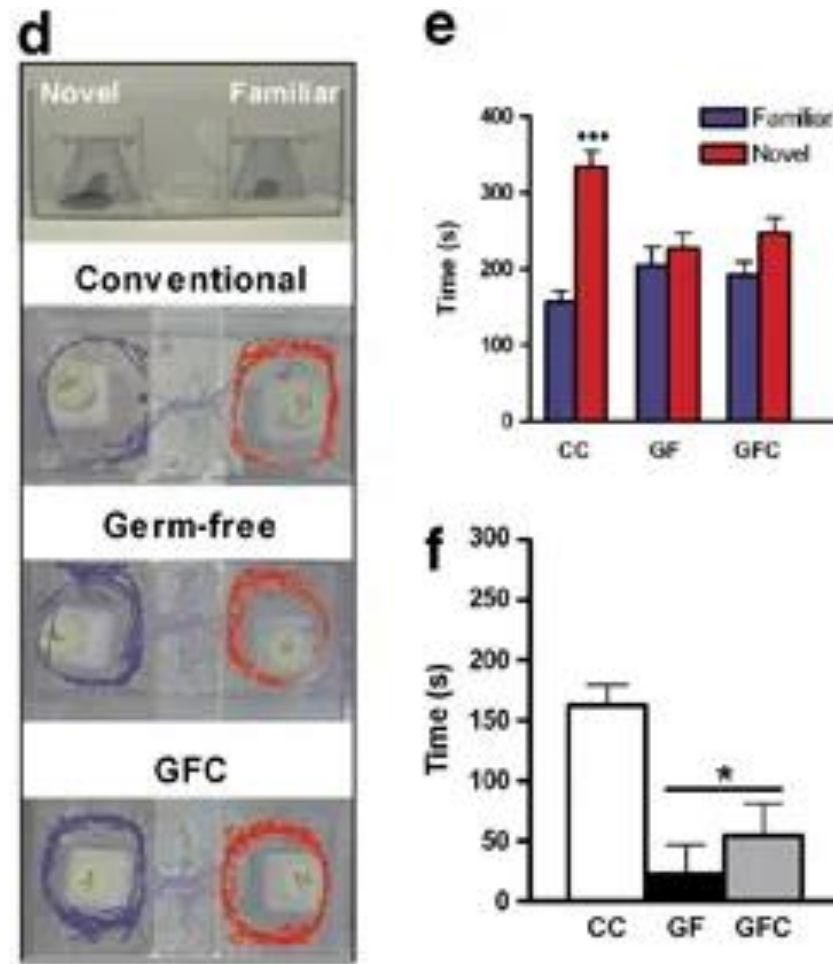 d
Novel Familiar
Conventional
Germ-free
GFC
e
Familiar
Novel
***
400
300
200
100
0
Time (s)
CC GF GFC
f
300
250
200
150
100
50
0
Time (s)
*
CC GF GFC